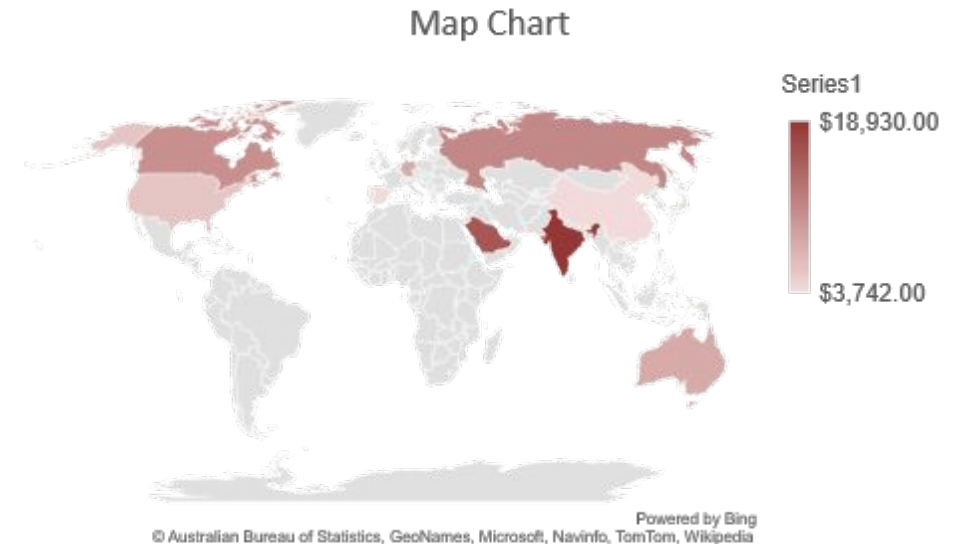 Map Chart
Series1
$18,930.00
$3,742.00
Powered by Bing
© Australian Bureau of Statistics, GeoNames, Microsoft, Navinfo, TomTom, Wikipedia